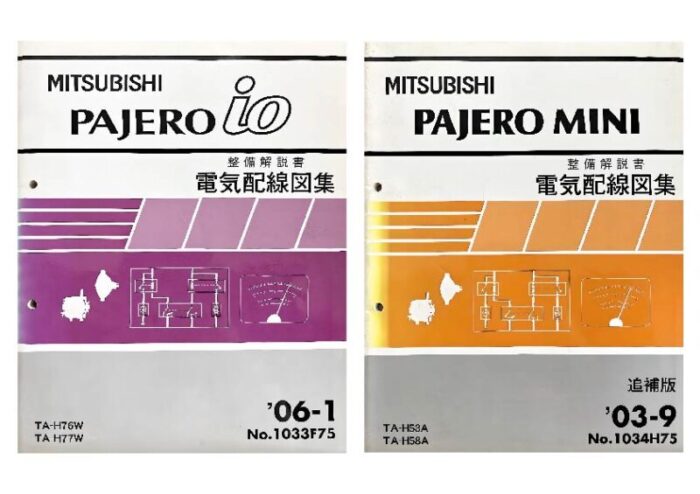 MITSUBISHI
PAJERO io
整備解説書
電気配線図集
'06-1
TA-H76W
TA-H77W
No.1033F75
MITSUBISHI
PAJERO MINI
整備解説書
電気配線図集
追補版
'03-9
TA-H53A
TA-H58A
No.1034H75